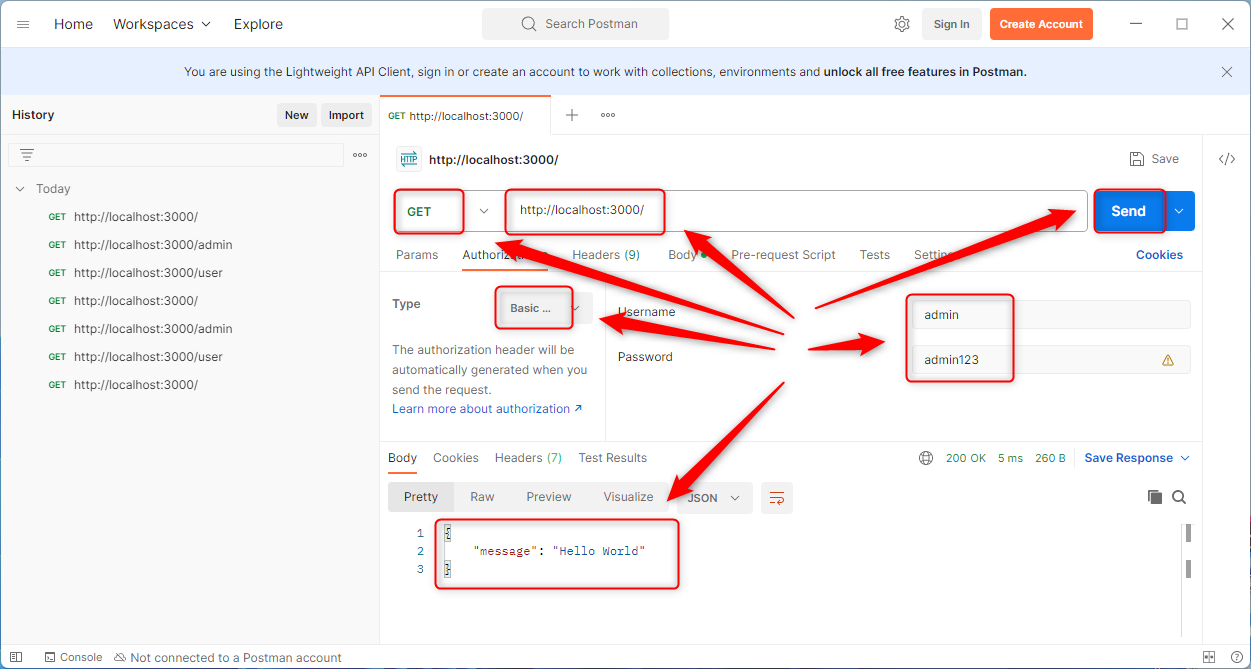 Home Workspaces Explore Search Postman Sign In Create Account
You are using the Lightweight API Client, sign in or create an account to work with collections, environments and unlock all free features in Postman.
History New Import
GET http://localhost:3000/
Today
GET http://localhost:3000/
GET http://localhost:3000/admin
GET http://localhost:3000/user
GET http://localhost:3000/
GET http://localhost:3000/admin
GET http://localhost:3000/user
GET http://localhost:3000/
HTTP http://localhost:3000/ Save </>
GET http://localhost:3000/ Send
Params Headers (9) Body Pre-request Script Tests Cookies
Type Basic ...
The authorization header will be
automatically generated when you
send the request.
Learn more about authorization ↗
Username admin
Password admin123
Body Cookies Headers (7) Test Results 200 OK 5 ms 260 B Save Response
Pretty Raw Preview Visualize JSON
1 {
2 "message": "Hello World"
3 }
Console Not connected to a Postman account